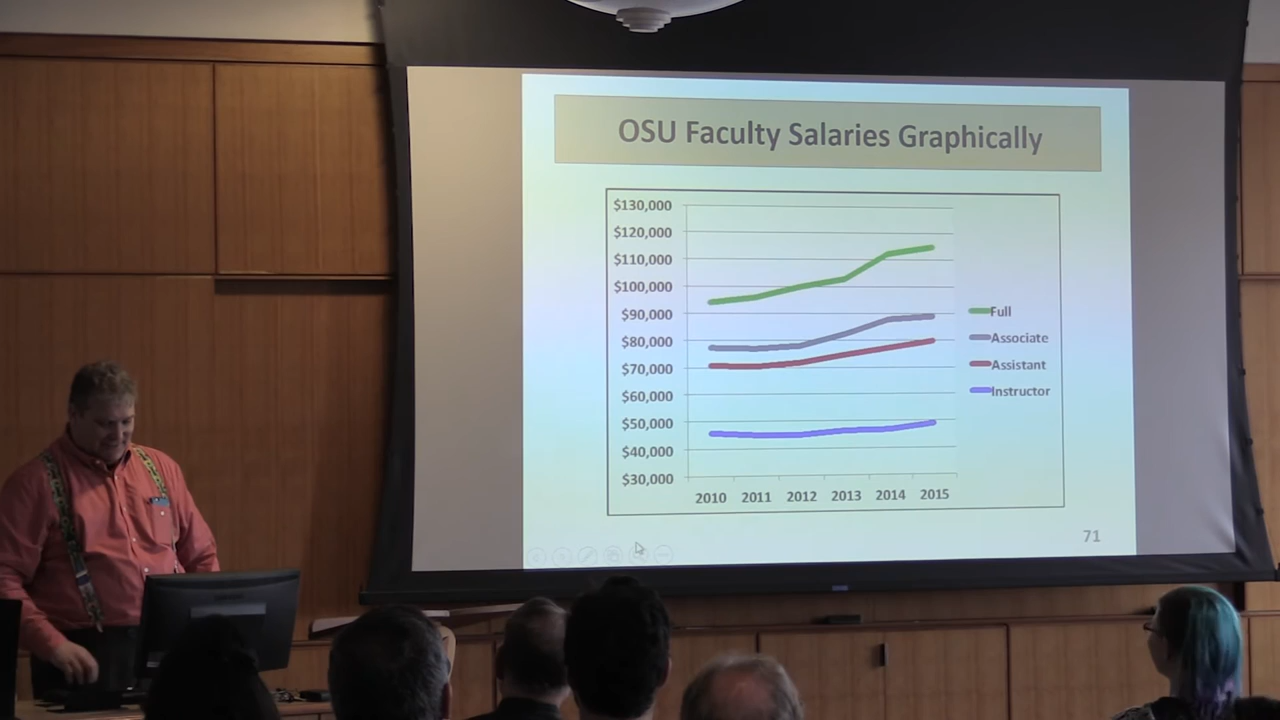 OSU Faculty Salaries Graphically
$130,000
$120,000
$110,000
$100,000
$90,000
$80,000
$70,000
$60,000
$50,000
$40,000
$30,000
2010 2011 2012 2013 2014 2015
Full
Associate
Assistant
Instructor
71